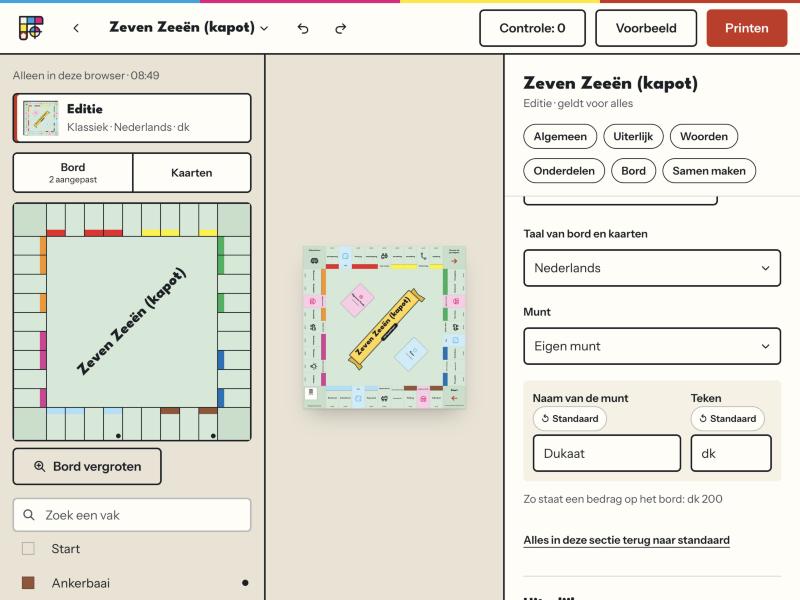 Zeven Zeeën (kapot)
Controle: 0
Voorbeeld
Printen
Alleen in deze browser · 08:49
Editie
Klassiek · Nederlands · dk
Bord
2 aangepast
Kaarten
Zeven Zeeën (kapot)
Bord vergroten
Zoek een vak
Start
Ankerbaai
Zeven Zeeën (kapot)
Zeven Zeeën (kapot)
Editie · geldt voor alles
Algemeen
Uiterlijk
Woorden
Onderdelen
Bord
Samen maken
Taal van bord en kaarten
Nederlands
Munt
Eigen munt
Naam van de munt
Teken
Standaard
Standaard
Dukaat
dk
Zo staat een bedrag op het bord: dk 200
Alles in deze sectie terug naar standaard